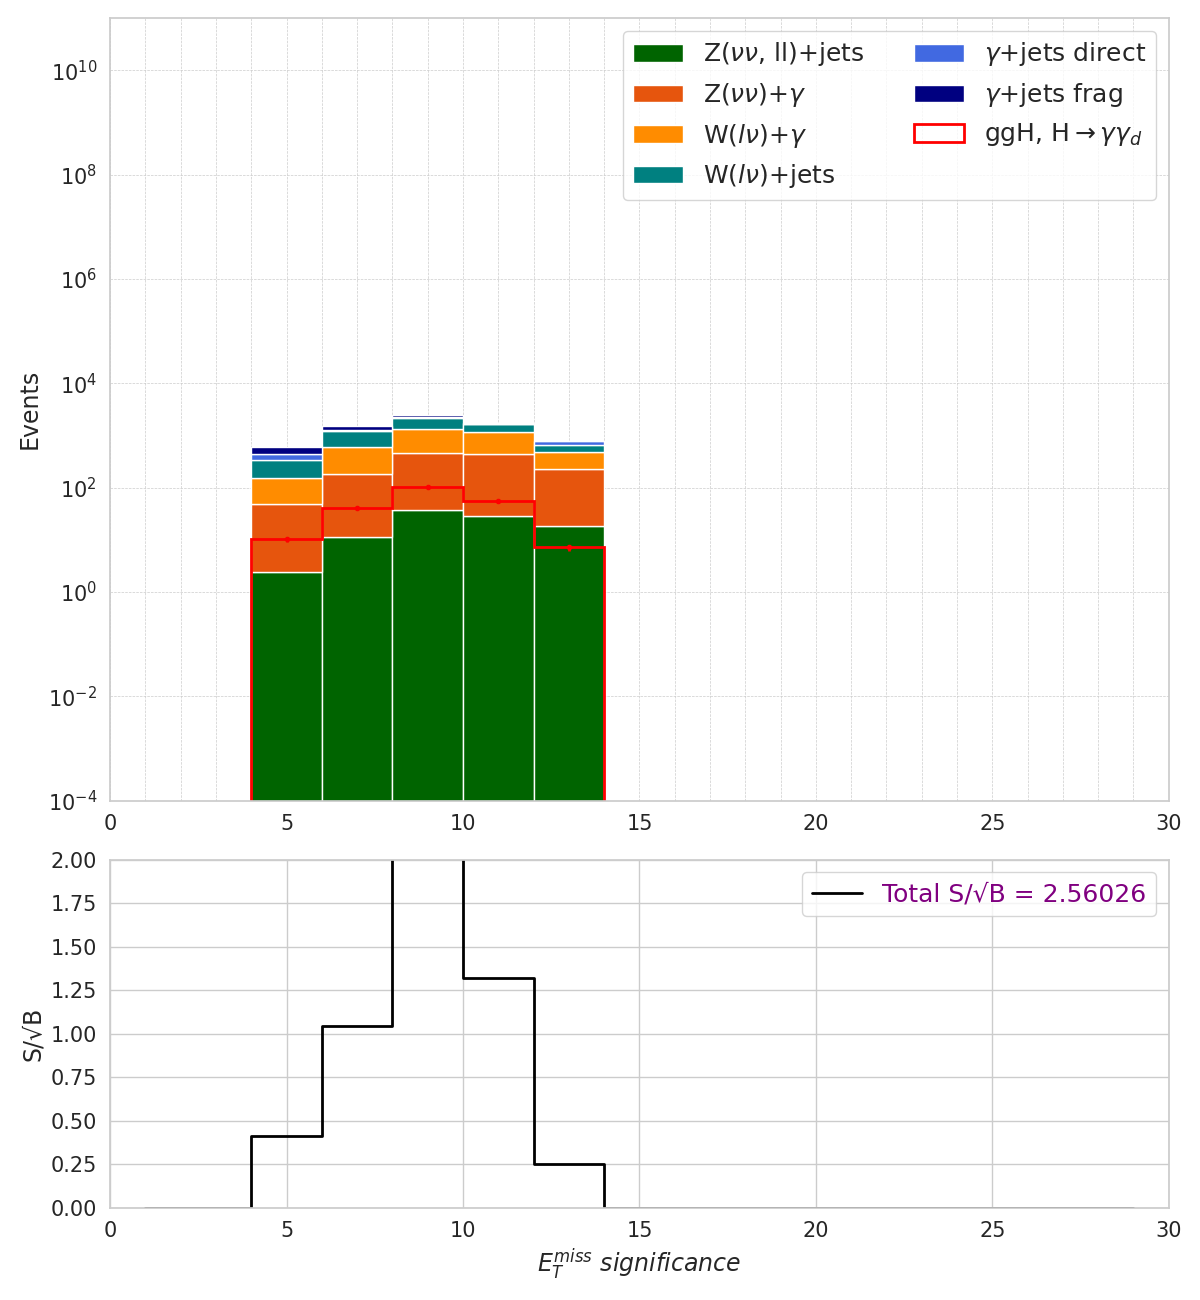 Z(νν, ll)+jets
Z(νν)+γ
W(lν)+γ
W(lν)+jets
γ+jets direct
γ+jets frag
ggH, H→γγ_d
Events
10^10
10^8
10^6
10^4
10^2
10^0
10^−2
10^−4
0 5 10 15 20 25 30
Total S/√B = 2.56026
S/√B
2.00
1.75
1.50
1.25
1.00
0.75
0.50
0.25
0.00
0 5 10 15 20 25 30
E_T^miss significance